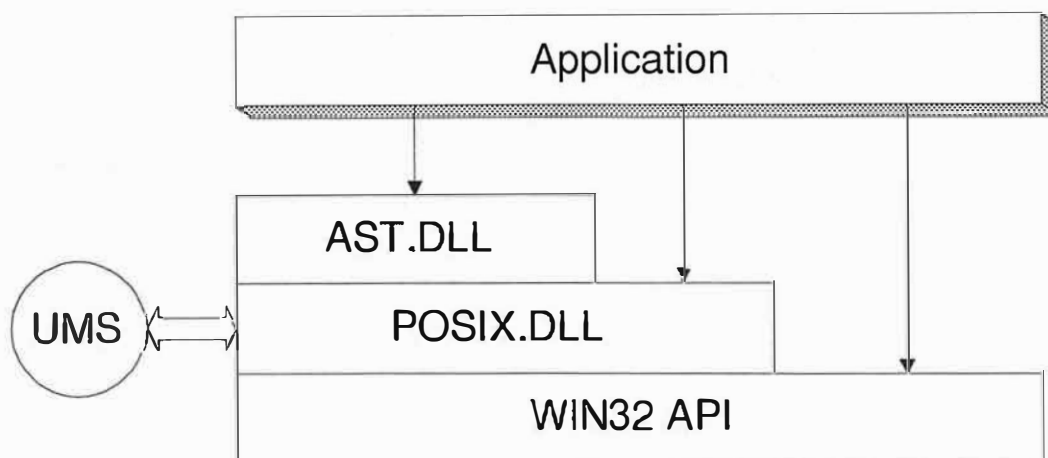 Application
AST.DLL
UMS
POSIX.DLL
WIN32 API